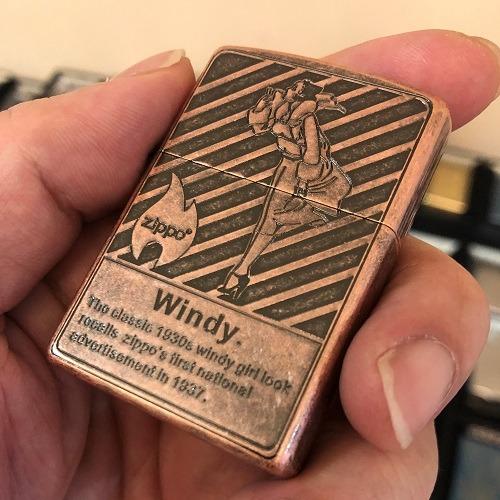 zippo®
Windy.
The classic 1930s windy girl look
recalls Zippo's first national
advertisement in 1937.